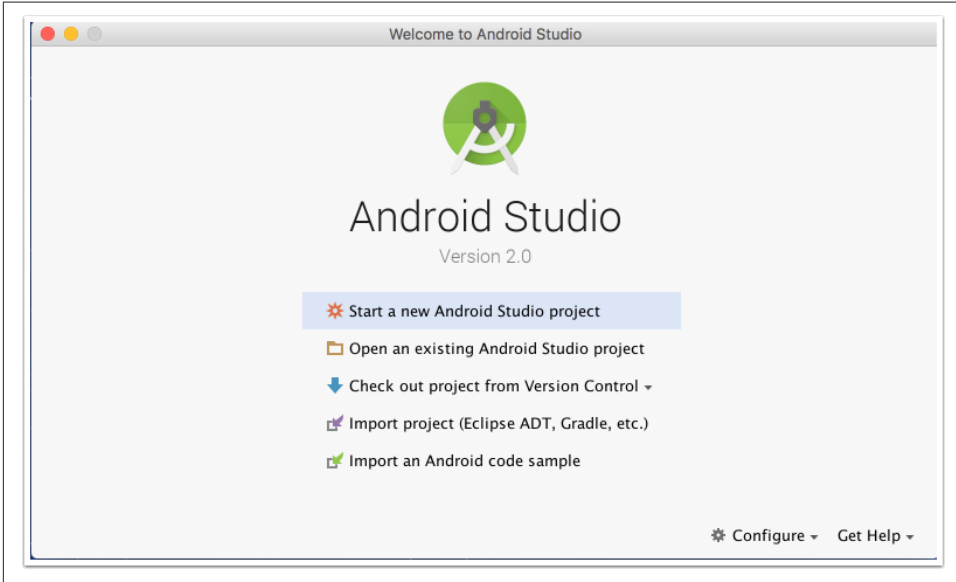 Welcome to Android Studio
Android Studio
Version 2.0
Start a new Android Studio project
Open an existing Android Studio project
Check out project from Version Control
Import project (Eclipse ADT, Gradle, etc.)
Import an Android code sample
Configure Get Help